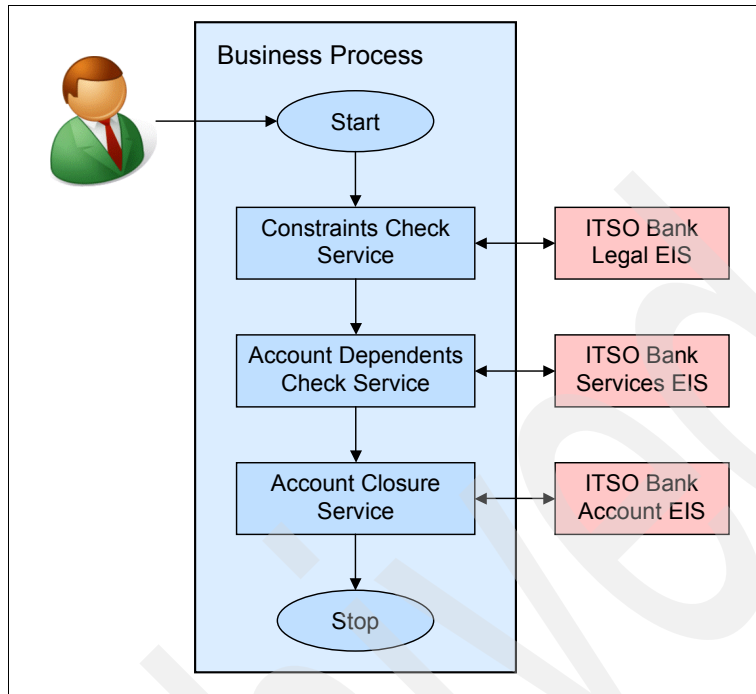 Business Process
Start
Constraints Check
Service
ITSO Bank
Legal EIS
Account Dependents
Check Service
ITSO Bank
Services EIS
Account Closure
Service
ITSO Bank
Account EIS
Stop